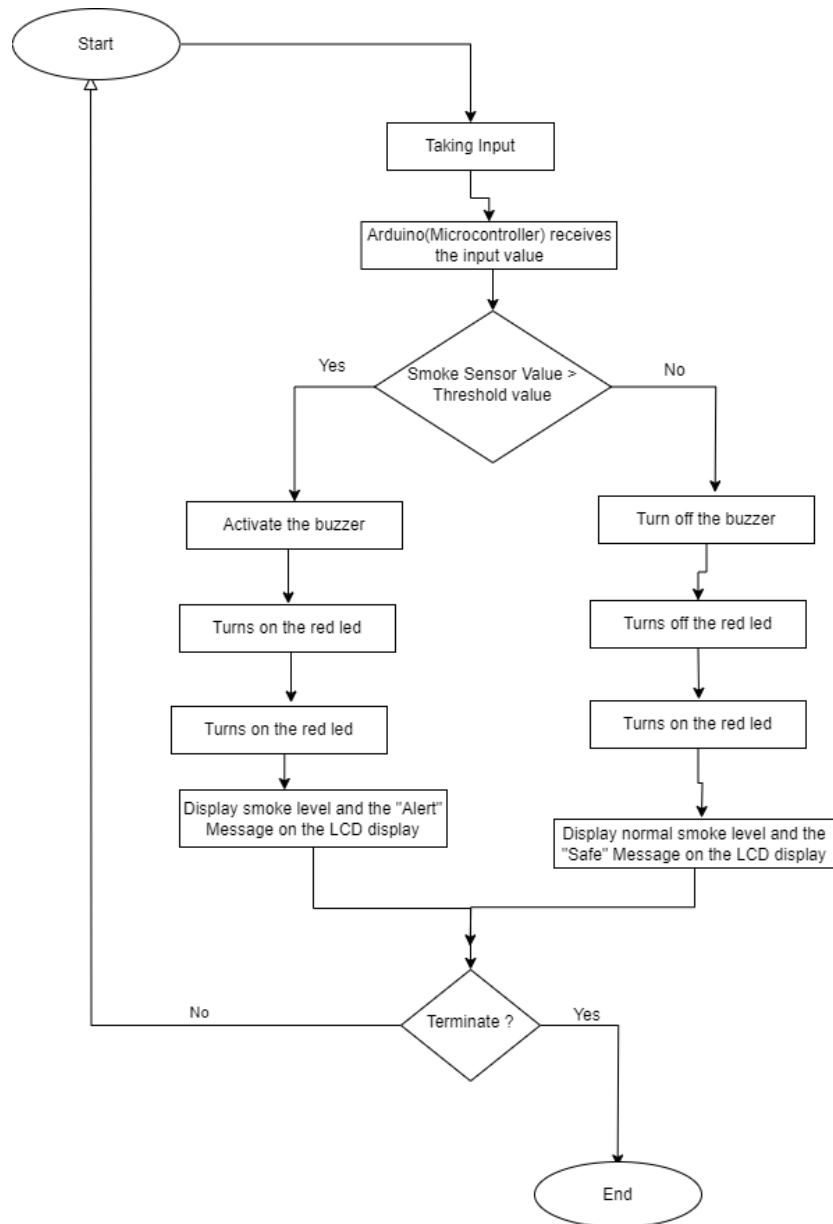 Start
Taking Input
Arduino(Microcontroller) receives
the input value
Yes
Smoke Sensor Value >
Threshold value
No
Activate the buzzer
Turn off the buzzer
Turns on the red led
Turns off the red led
Turns on the red led
Turns on the red led
Display smoke level and the "Alert"
Message on the LCD display
Display normal smoke level and the
"Safe" Message on the LCD display
No
Terminate ?
Yes
End